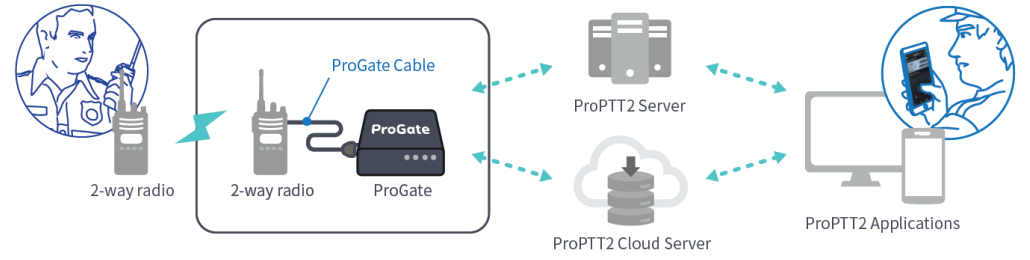 ProGate Cable
ProGate
2-way radio
2-way radio
ProGate
ProPTT2 Server
ProPTT2 Cloud Server
ProPTT2 Applications